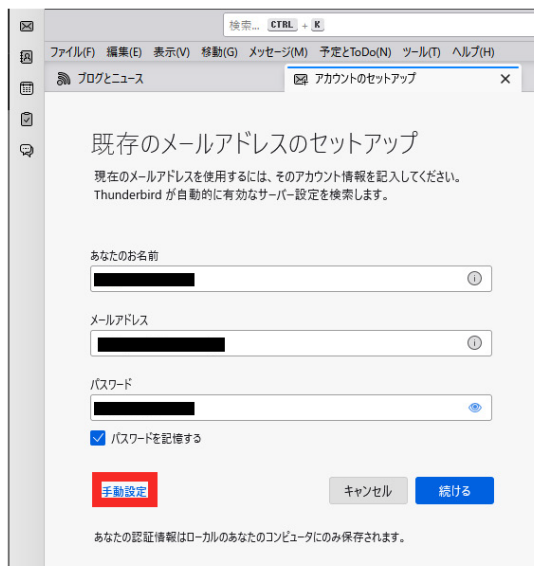 検索... CTRL + K
ファイル(F) 編集(E) 表示(V) 移動(G) メッセージ(M) 予定とToDo(N) ツール(T) ヘルプ(H)
ブログとニュース アカウントのセットアップ
既存のメールアドレスのセットアップ
現在のメールアドレスを使用するには、そのアカウント情報を記入してください。
Thunderbird が自動的に有効なサーバー設定を検索します。
あなたのお名前
メールアドレス
パスワード
パスワードを記憶する
手動設定 キャンセル 続ける
あなたの認証情報はローカルのあなたのコンピュータにのみ保存されます。